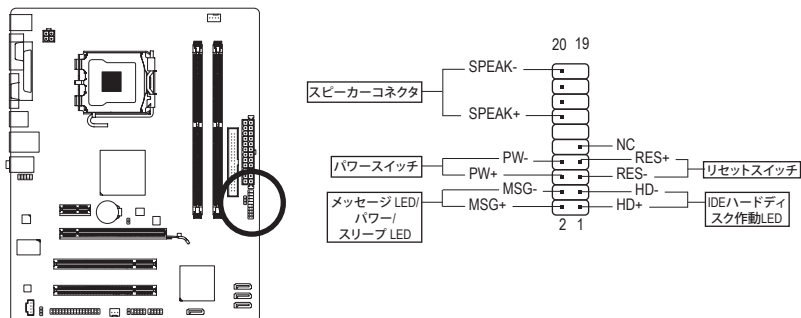 20 19
SPEAK-
スピーカーコネクタ
SPEAK+
NC
PW-
RES+
パワースイッチ
リセットスイッチ
PW+
RES-
MSG-
HD-
メッセージ LED/
パワー/
スリープ LED
MSG+
HD+
IDEハードディ
スク作動LED
2 1